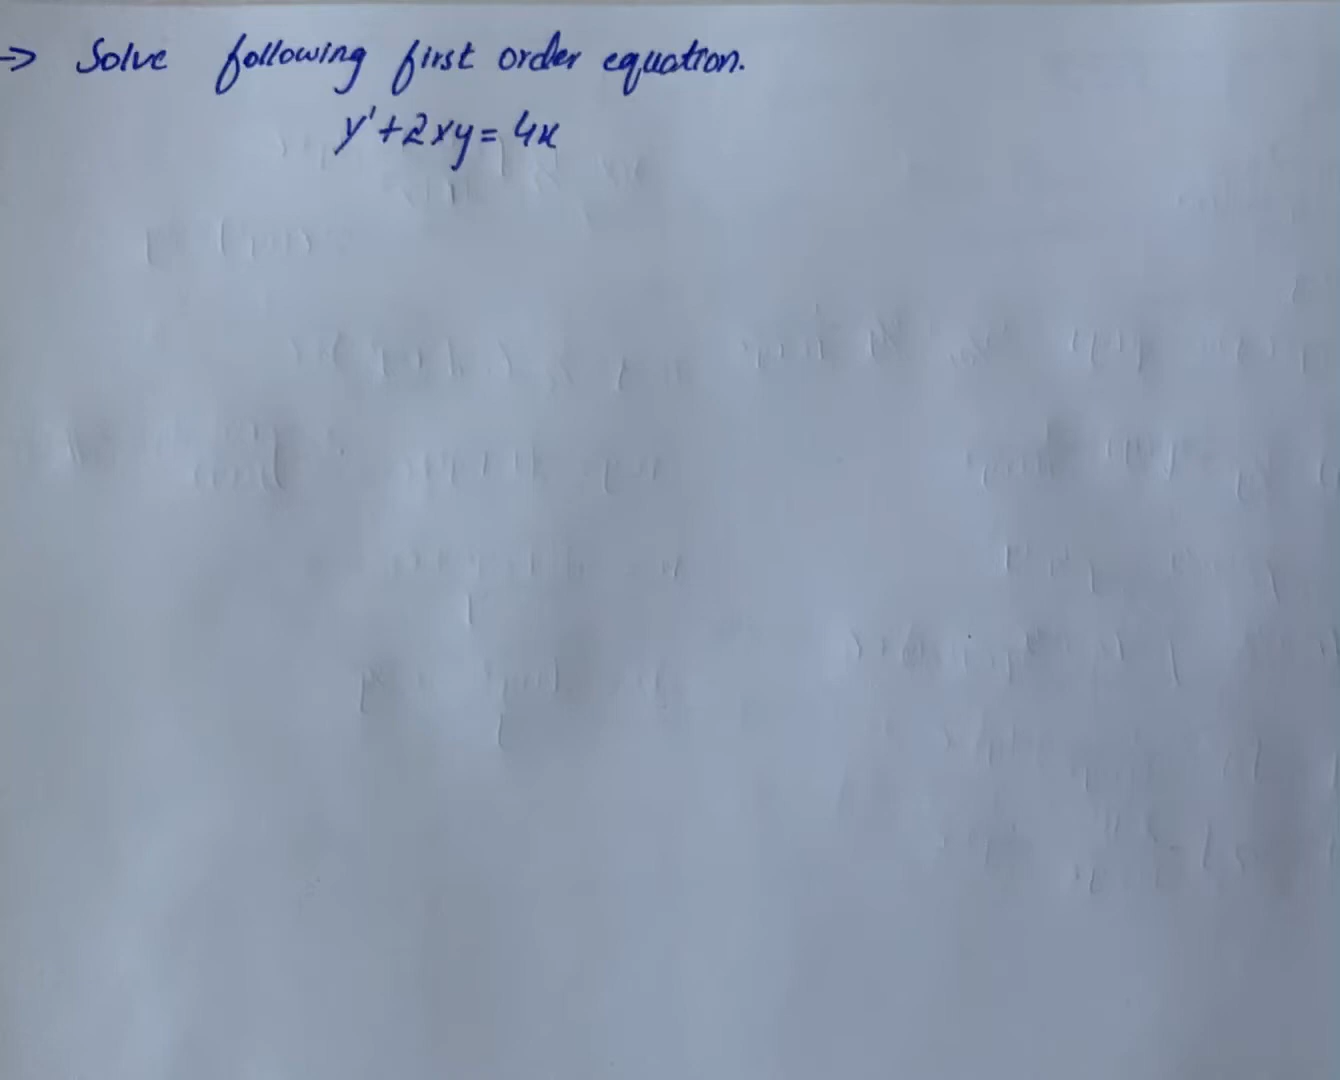 → Solve following first order equation.
y'+2xy=4x